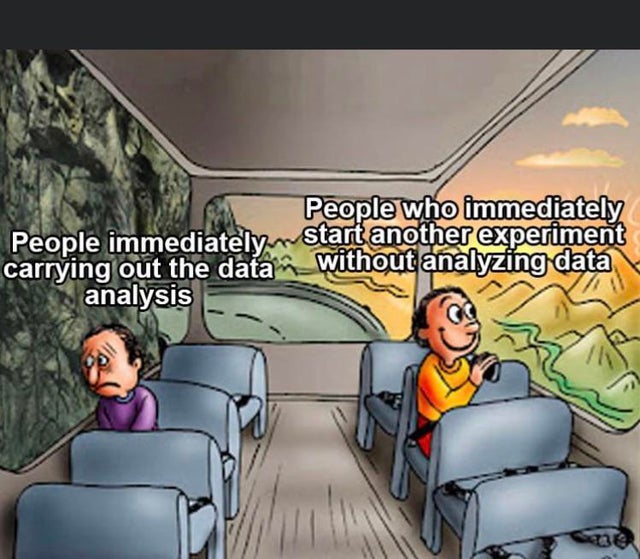 People immediately
carrying out the data
analysis
People who immediately
start another experiment
without analyzing data